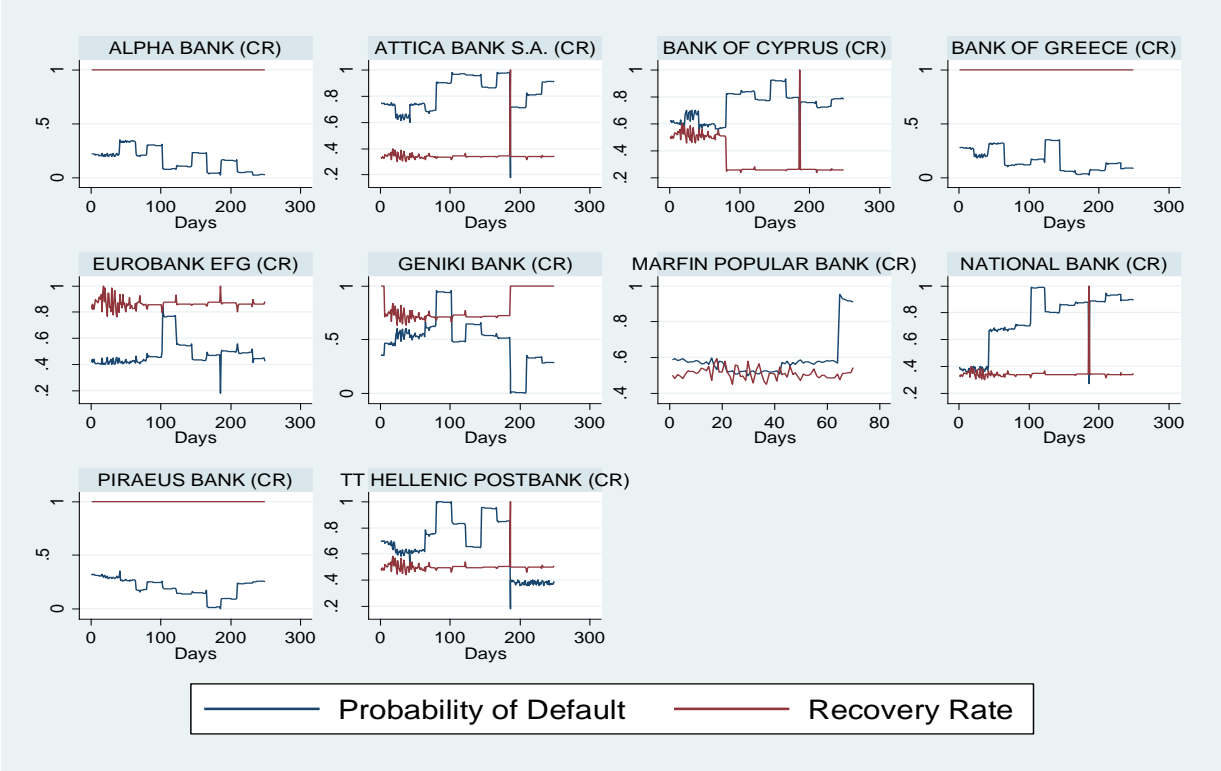 ALPHA BANK (CR)
0 .5 1
0 100 200 300
Days
ATTICA BANK S.A. (CR)
.2 .4 .6 .8 1
0 100 200 300
Days
BANK OF CYPRUS (CR)
.2 .4 .6 .8 1
0 100 200 300
Days
BANK OF GREECE (CR)
0 .5 1
0 100 200 300
Days
EUROBANK EFG (CR)
.2 .4 .6 .8 1
0 100 200 300
Days
GENIKI BANK (CR)
0 .5 1
0 100 200 300
Days
MARFIN POPULAR BANK (CR)
.4 .6 .8 1
0 20 40 60 80
Days
NATIONAL BANK (CR)
.2 .4 .6 .8 1
0 100 200 300
Days
PIRAEUS BANK (CR)
0 .5 1
0 100 200 300
Days
TT HELLENIC POSTBANK (CR)
.2 .4 .6 .8 1
0 100 200 300
Days
Probability of Default Recovery Rate